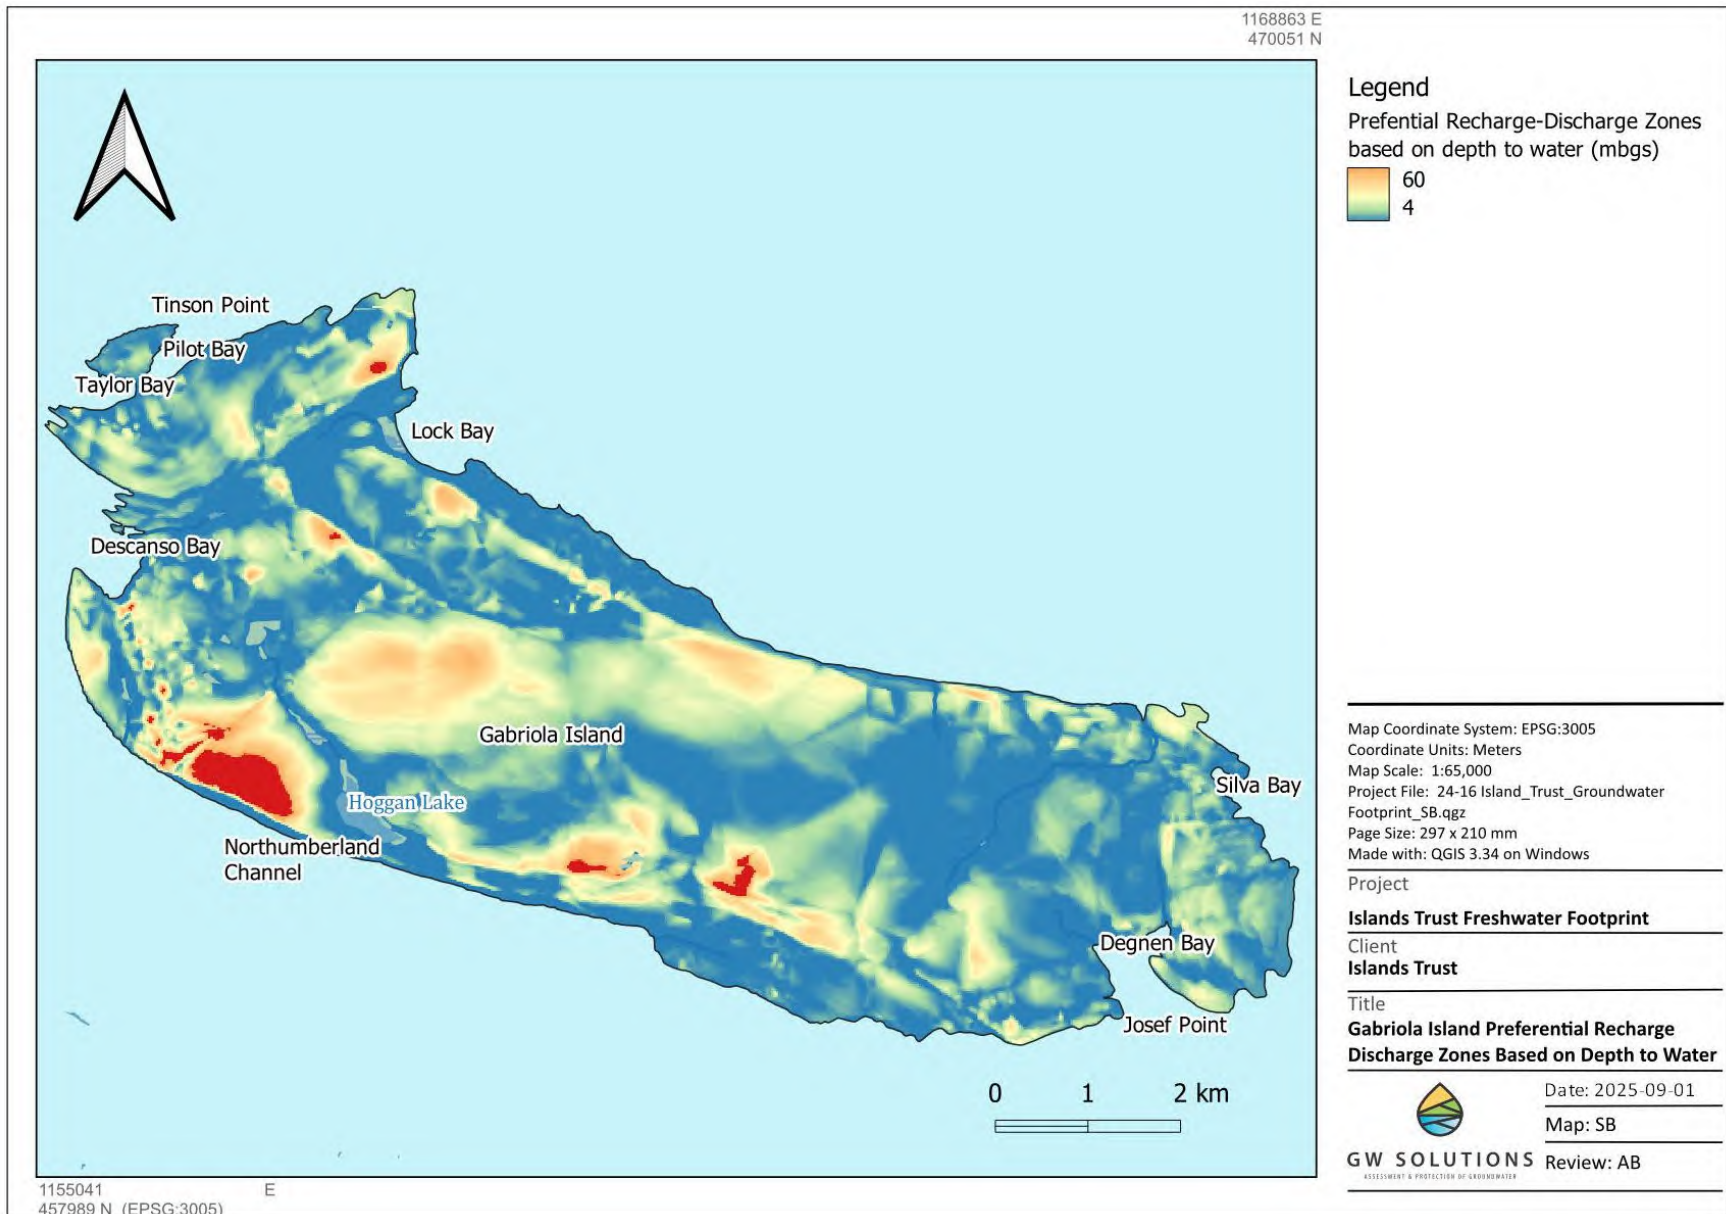 1168863 E
470051 N
Legend
Prefential Recharge-Discharge Zones
based on depth to water (mbgs)
60
4
Tinson Point
Pilot Bay
Taylor Bay
Lock Bay
Descanso Bay
Gabriola Island
Silva Bay
Hoggan Lake
Northumberland
Channel
Degnen Bay
Josef Point
0 1 2 km
Map Coordinate System: EPSG:3005
Coordinate Units: Meters
Map Scale: 1:65,000
Project File: 24-16 Island_Trust_Groundwater
Footprint_SB.qgz
Page Size: 297 x 210 mm
Made with: QGIS 3.34 on Windows
Project
Islands Trust Freshwater Footprint
Client
Islands Trust
Title
Gabriola Island Preferential Recharge
Discharge Zones Based on Depth to Water
Date: 2025-09-01
Map: SB
Review: AB
GW SOLUTIONS
ASSESSMENT & PROTECTION OF GROUNDWATER
1155041 E
457989 N (EPSG:3005)